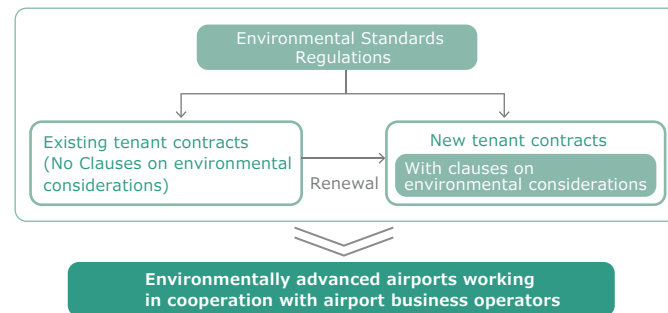 Environmental Standards
Regulations
Existing tenant contracts
(No Clauses on environmental
considerations)
Renewal
New tenant contracts
With clauses on
environmental considerations
Environmentally advanced airports working
in cooperation with airport business operators